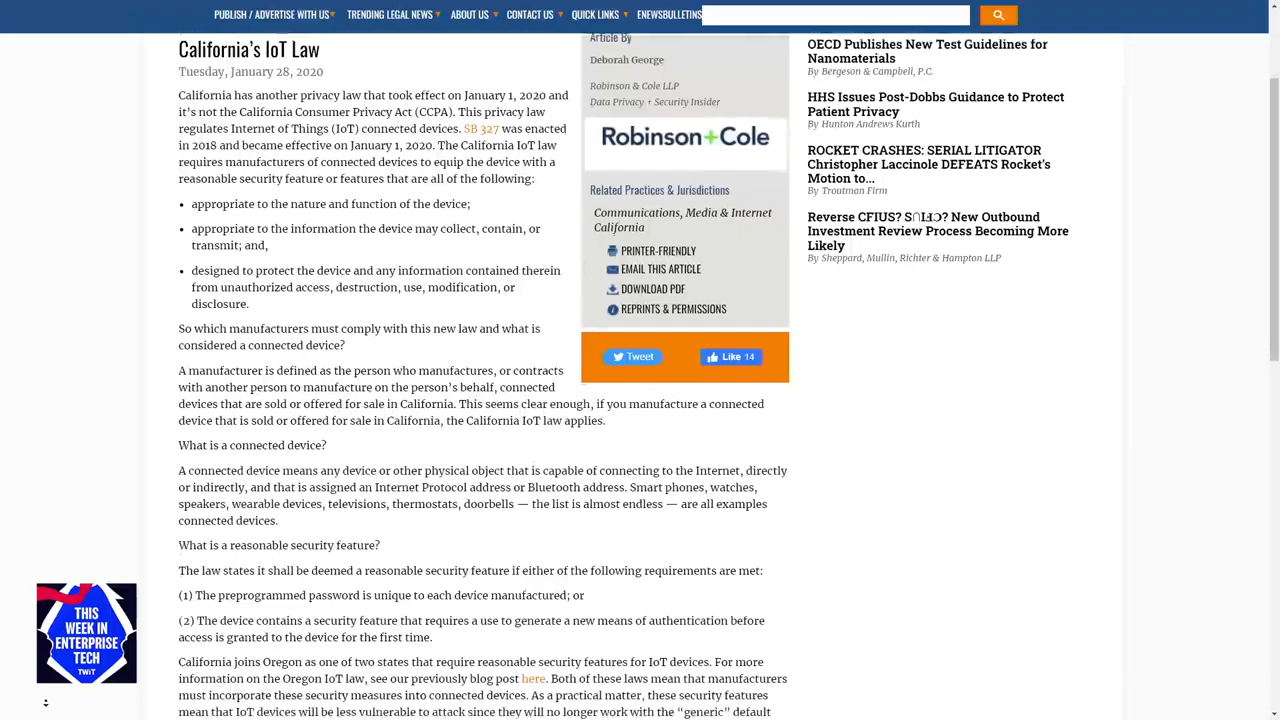 PUBLISH / ADVERTISE WITH US▾ TRENDING LEGAL NEWS ▾ ABOUT US ▾ CONTACT US ▾ QUICK LINKS ▾ ENEWSBULLETINS
California’s IoT Law
Tuesday, January 28, 2020
California has another privacy law that took effect on January 1, 2020 and
it’s not the California Consumer Privacy Act (CCPA). This privacy law
regulates Internet of Things (IoT) connected devices. SB 327 was enacted
in 2018 and became effective on January 1, 2020. The California IoT law
requires manufacturers of connected devices to equip the device with a
reasonable security feature or features that are all of the following:
• appropriate to the nature and function of the device;
• appropriate to the information the device may collect, contain, or
transmit; and,
• designed to protect the device and any information contained therein
from unauthorized access, destruction, use, modification, or
disclosure.
So which manufacturers must comply with this new law and what is
considered a connected device?
A manufacturer is defined as the person who manufactures, or contracts
with another person to manufacture on the person’s behalf, connected
devices that are sold or offered for sale in California. This seems clear enough, if you manufacture a connected
device that is sold or offered for sale in California, the California IoT law applies.
What is a connected device?
A connected device means any device or other physical object that is capable of connecting to the Internet, directly
or indirectly, and that is assigned an Internet Protocol address or Bluetooth address. Smart phones, watches,
speakers, wearable devices, televisions, thermostats, doorbells — the list is almost endless — are all examples
connected devices.
What is a reasonable security feature?
The law states it shall be deemed a reasonable security feature if either of the following requirements are met:
(1) The preprogrammed password is unique to each device manufactured; or
(2) The device contains a security feature that requires a use to generate a new means of authentication before
access is granted to the device for the first time.
California joins Oregon as one of two states that require reasonable security features for IoT devices. For more
information on the Oregon IoT law, see our previously blog post here. Both of these laws mean that manufacturers
must incorporate these security measures into connected devices. As a practical matter, these security features
mean that IoT devices will be less vulnerable to attack since they will no longer work with the “generic” default
Article By
Deborah George
Robinson & Cole LLP
Data Privacy + Security Insider
Robinson+Cole
Related Practices & Jurisdictions
Communications, Media & Internet
California
PRINTER-FRIENDLY
EMAIL THIS ARTICLE
DOWNLOAD PDF
REPRINTS & PERMISSIONS
Tweet
Like 14
OECD Publishes New Test Guidelines for
Nanomaterials
By Bergeson & Campbell, P.C.
HHS Issues Post-Dobbs Guidance to Protect
Patient Privacy
By Hunton Andrews Kurth
ROCKET CRASHES: SERIAL LITIGATOR
Christopher Laccinole DEFEATS Rocket’s
Motion to...
By Troutman Firm
Reverse CFIUS? S∩IℲƆ? New Outbound
Investment Review Process Becoming More
Likely
By Sheppard, Mullin, Richter & Hampton LLP
THIS
WEEK IN
ENTERPRISE
TECH
TWiT